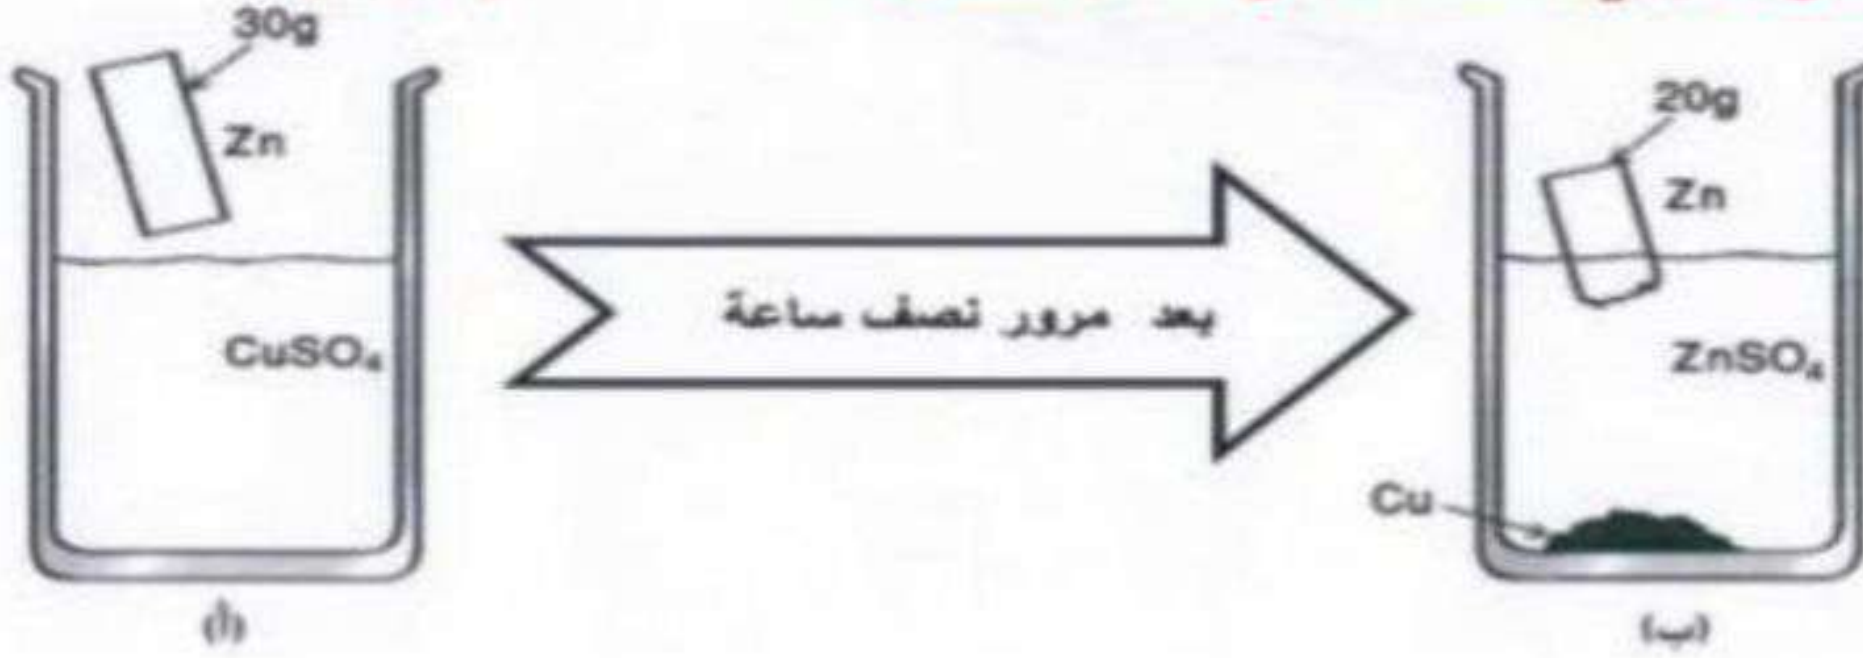 30g
Zn
CuSO₄
(أ)
بعد مرور نصف ساعة
20g
Zn
ZnSO₄
Cu
(ب)